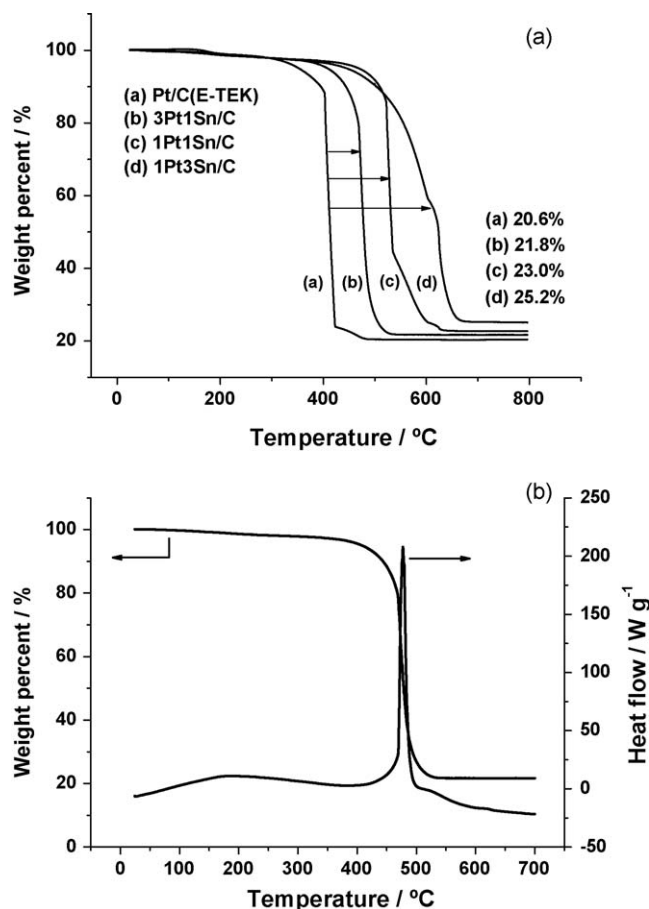 (a)
100
80
60
40
20
Weight percent / %
(a) Pt/C(E-TEK)
(b) 3Pt1Sn/C
(c) 1Pt1Sn/C
(d) 1Pt3Sn/C
(a) 20.6%
(b) 21.8%
(c) 23.0%
(d) 25.2%
(a) (b) (c) (d)
0 200 400 600 800
Temperature / ºC
(b)
100
80
60
40
20
0
Weight percent / %
250
200
150
100
50
0
-50
Heat flow / W g⁻¹
0 100 200 300 400 500 600 700
Temperature / ºC